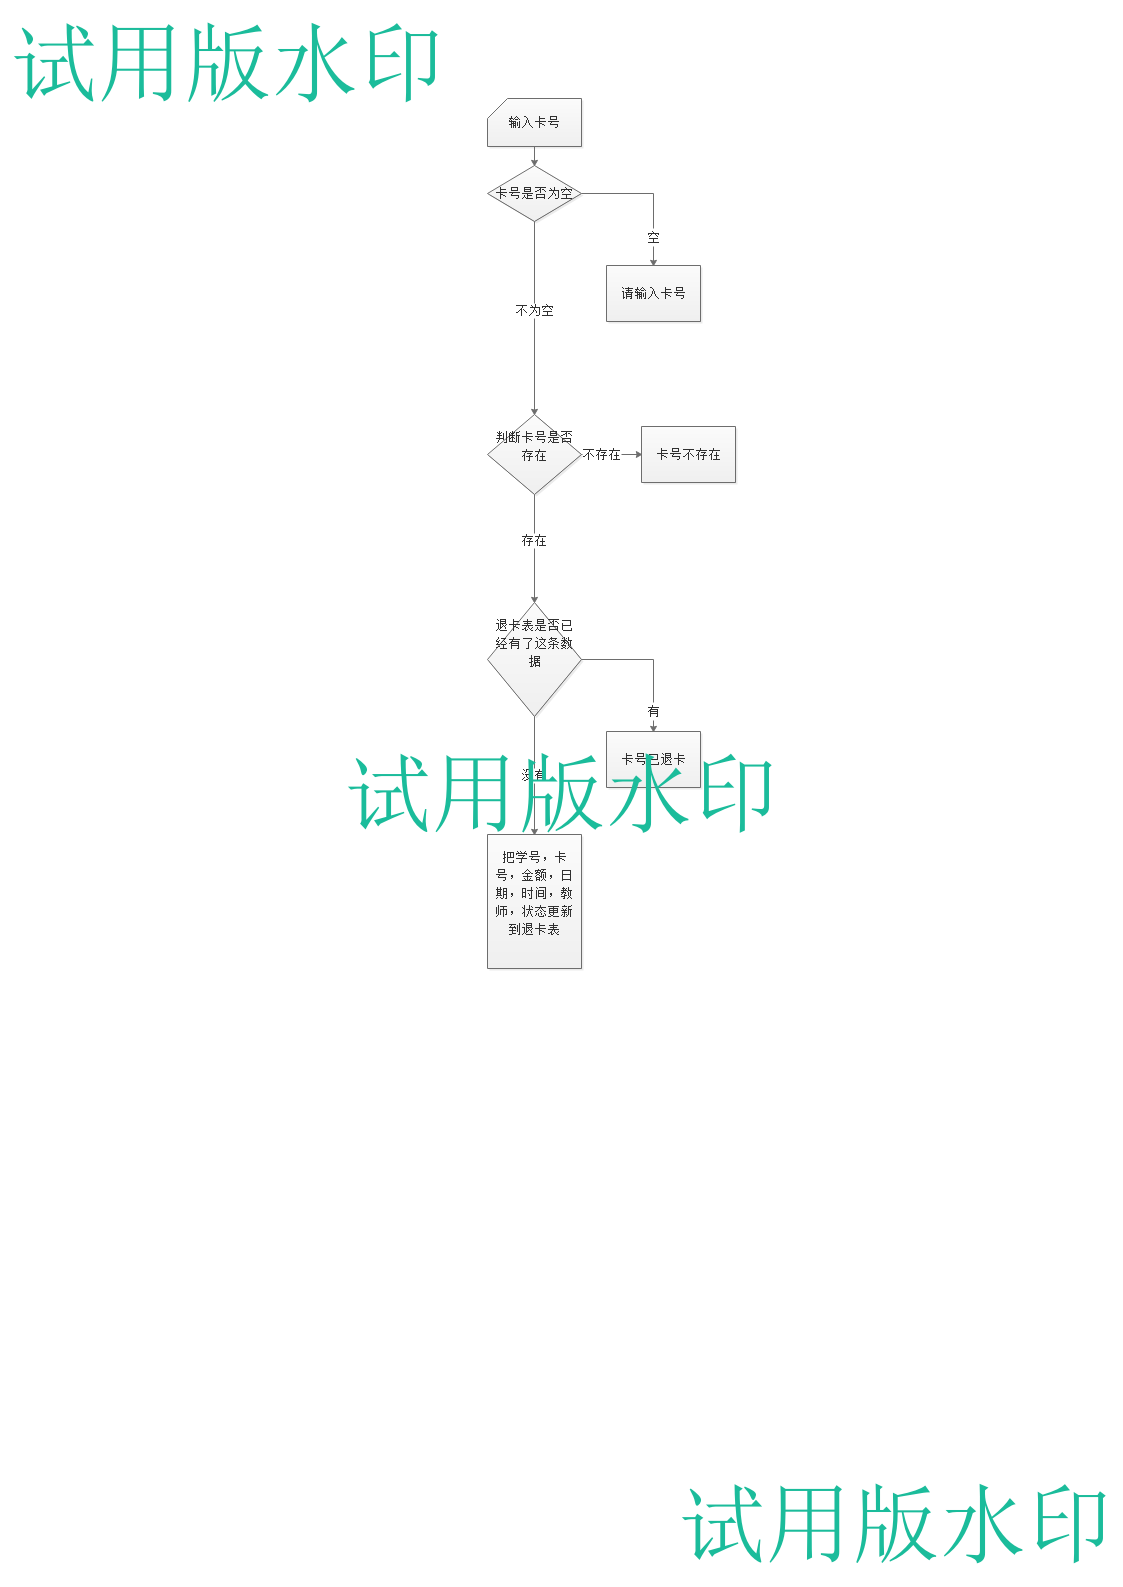 试用版水印
输入卡号
卡号是否为空
空
请输入卡号
不为空
判断卡号是否
存在
不存在
卡号不存在
存在
退卡表是否已
经有了这条数
据
有
卡号已退卡
没有
试用版水印
把学号，卡
号，金额，日
期，时间，教
师，状态更新
到退卡表
试用版水印